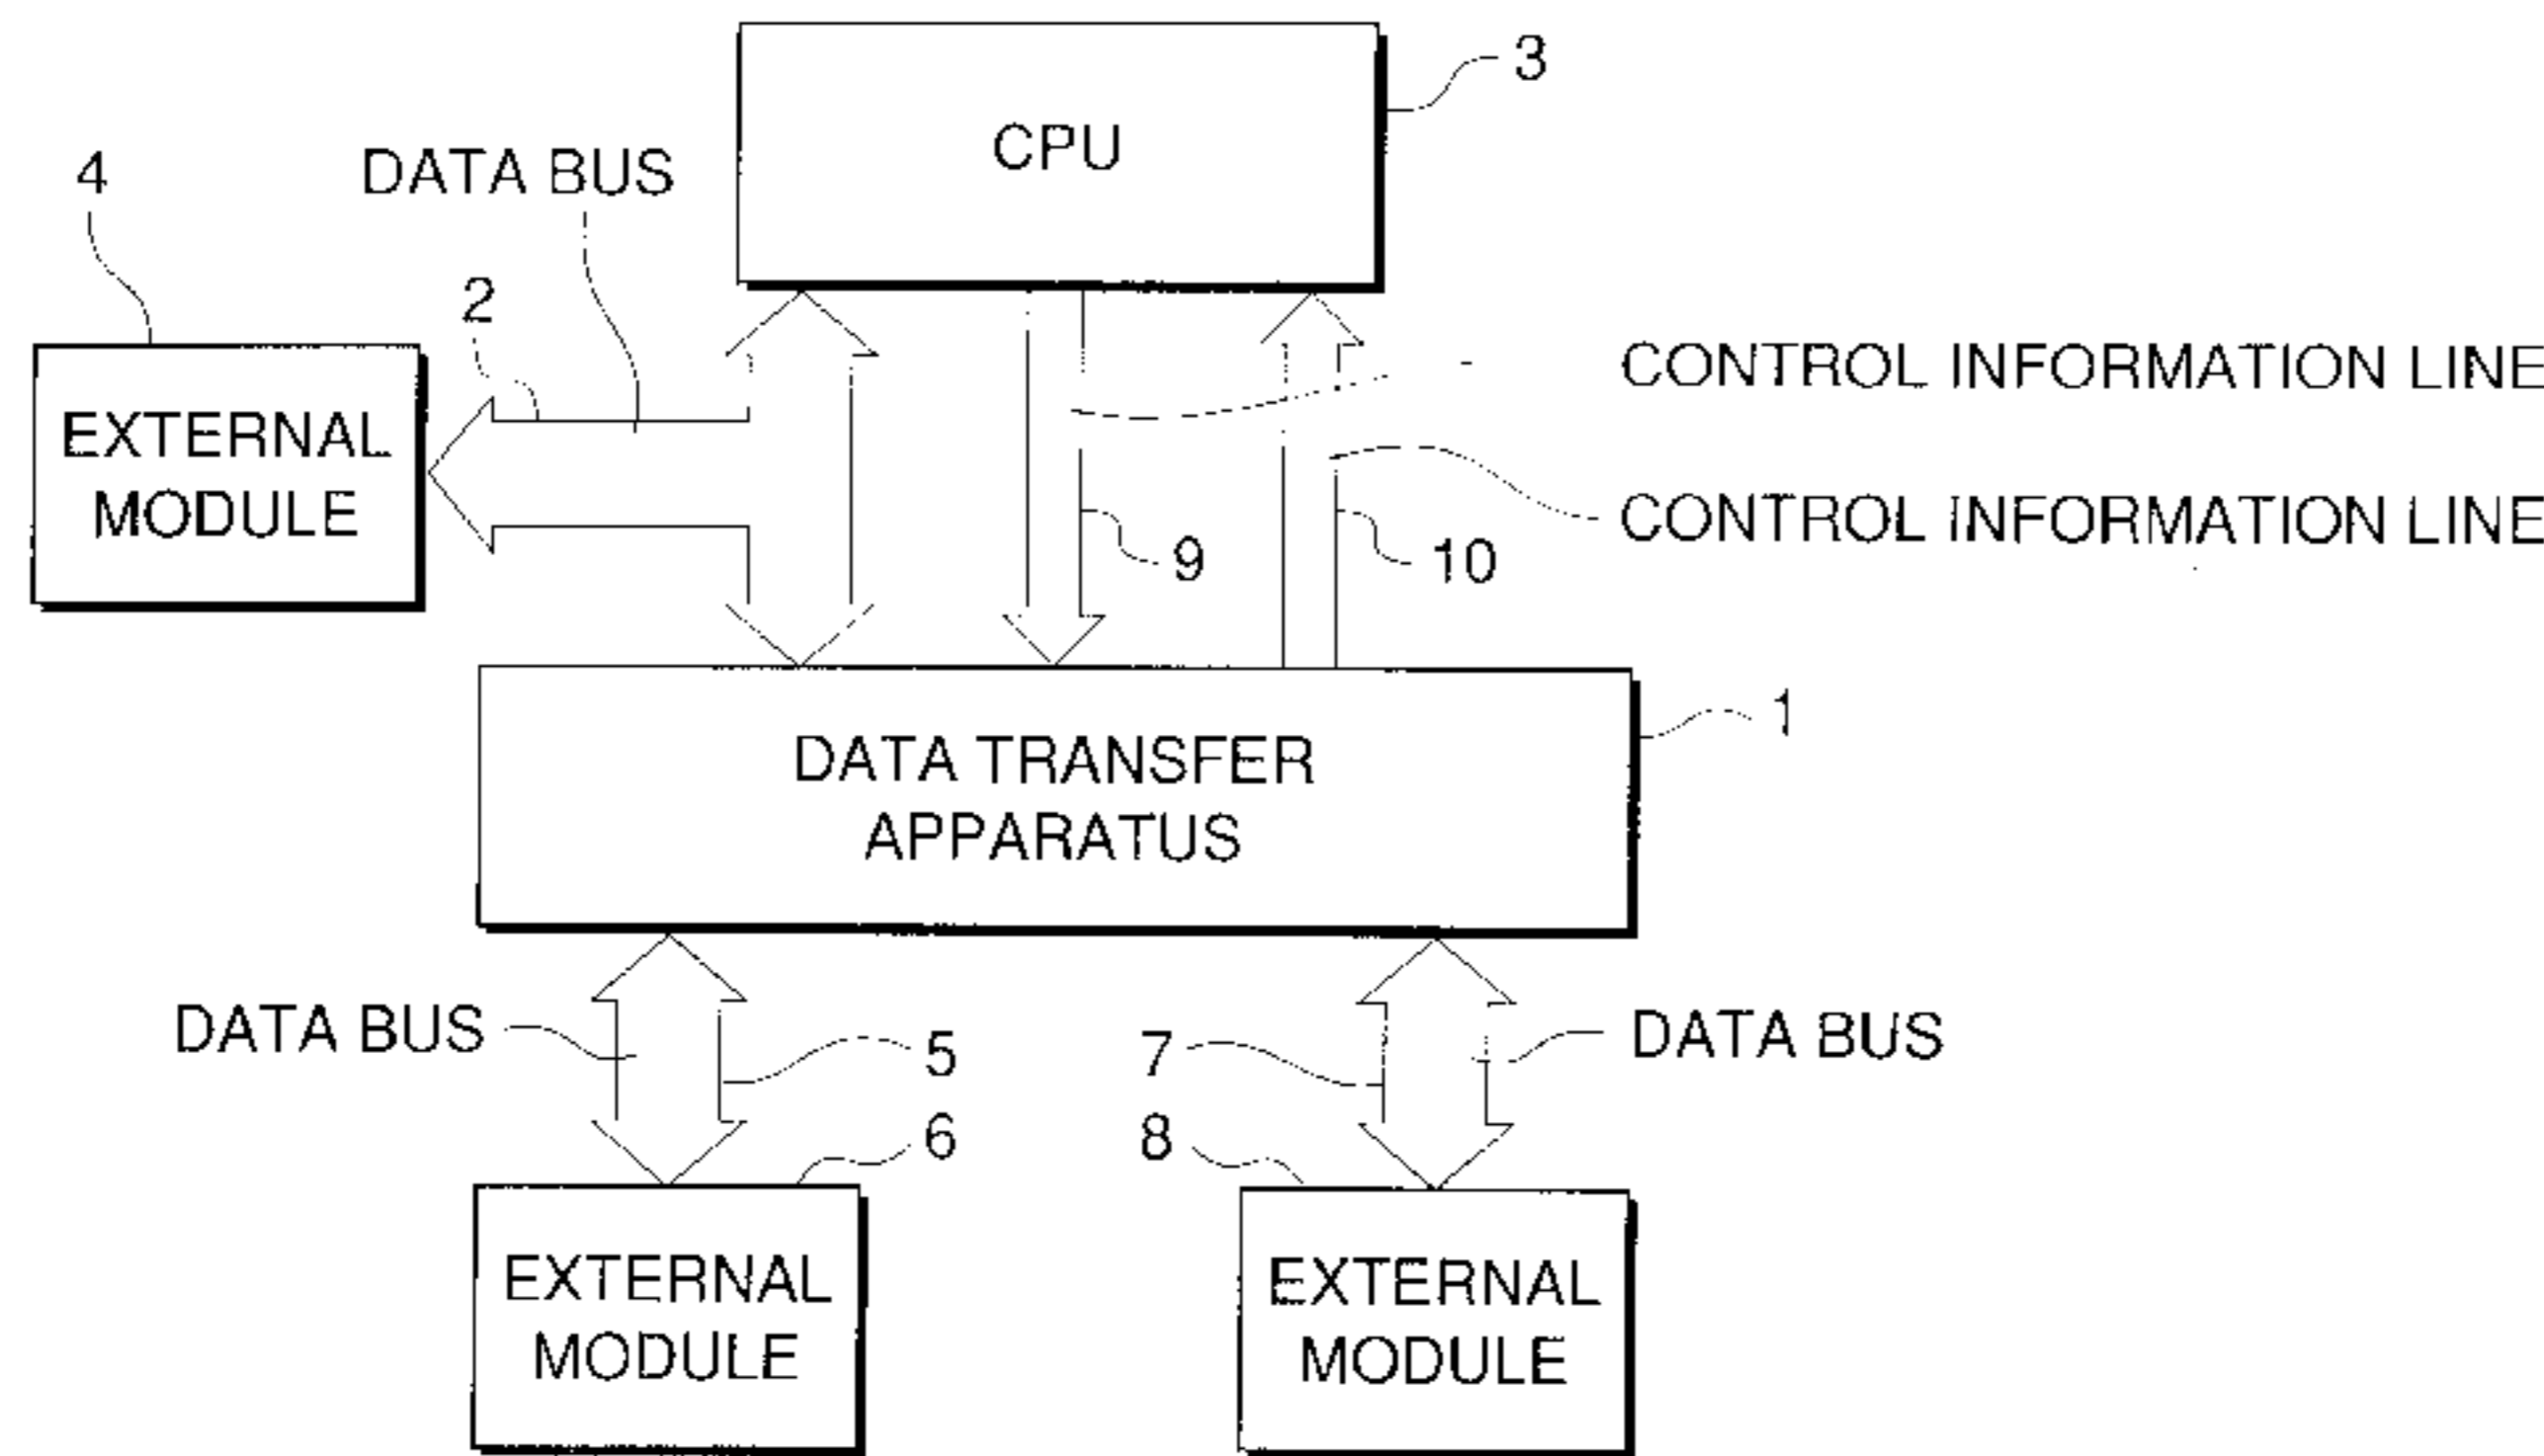 3
CPU
4
DATA BUS
2
CONTROL INFORMATION LINE
EXTERNAL
MODULE
CONTROL INFORMATION LINE
9
10
1
DATA TRANSFER
APPARATUS
DATA BUS
5
7
DATA BUS
6
8
EXTERNAL
MODULE
EXTERNAL
MODULE